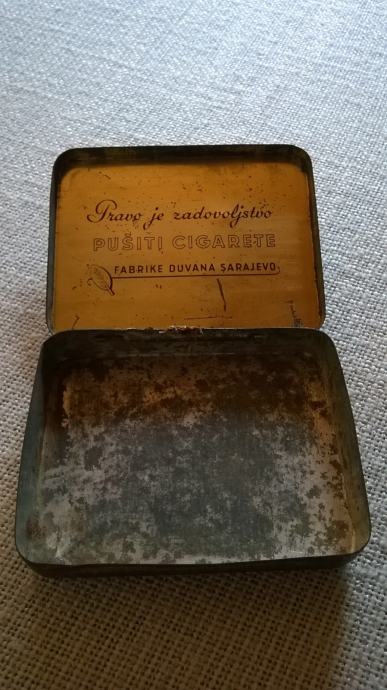 Pravo je zadovoljstvo
PUŠITI CIGARETE
FABRIKE DUVANA SARAJEVO